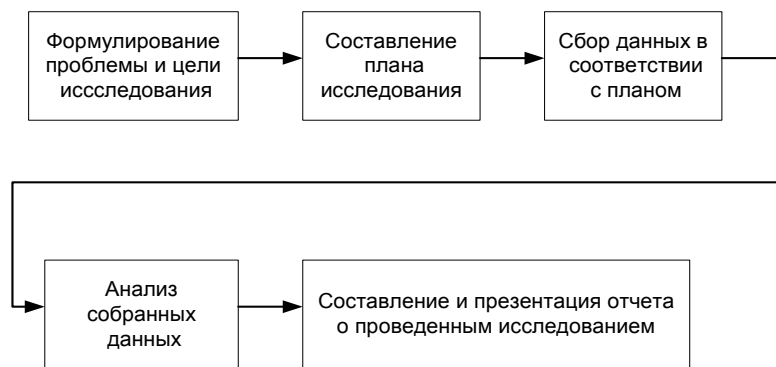 Формулирование
проблемы и цели
иссследования
Составление
плана
исследования
Сбор данных в
соответствии
с планом
Анализ
собранных
данных
Составление и презентация отчета
о проведенным исследованием